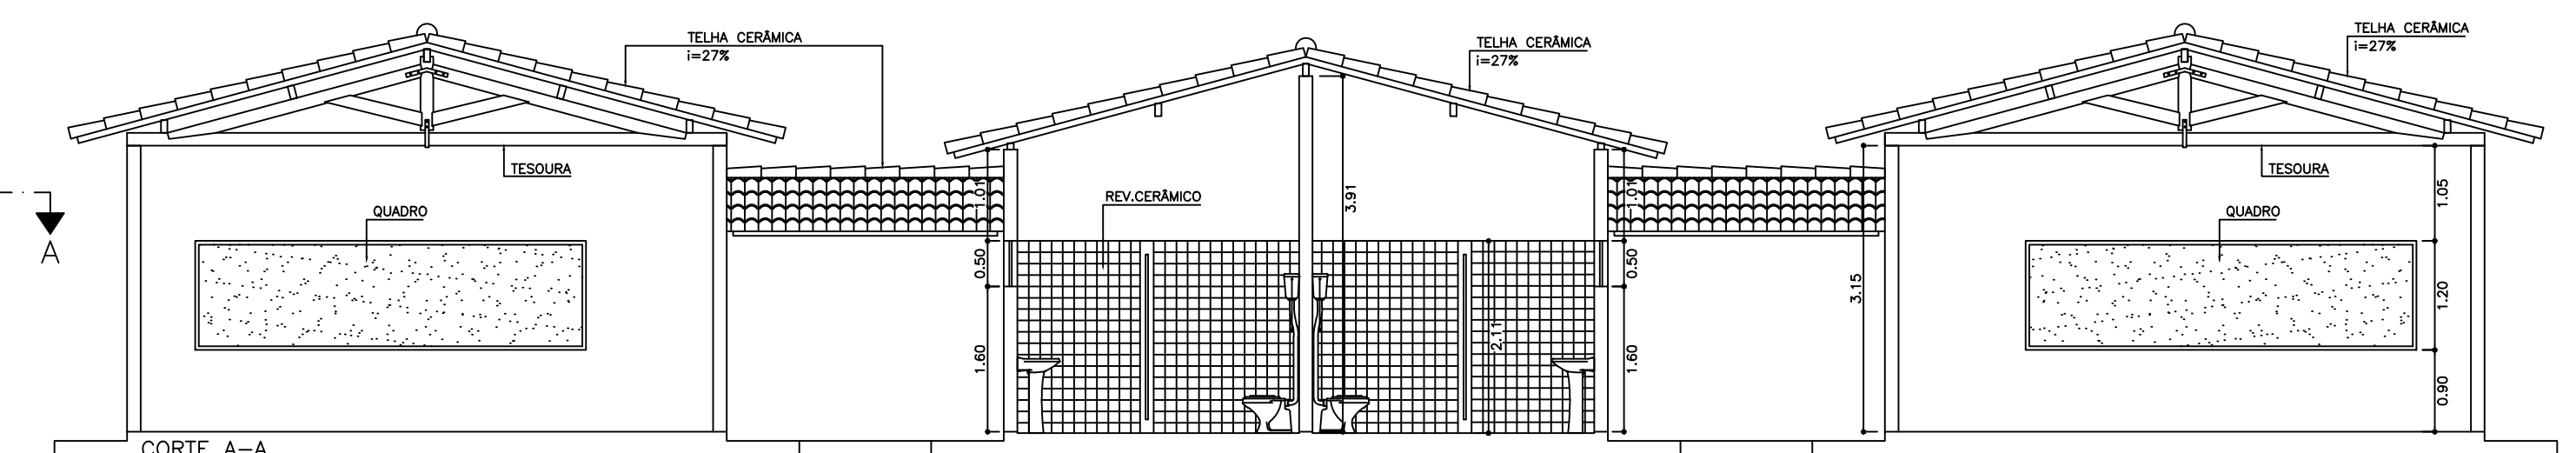 TELHA CERÂMICA
i=27%
TELHA CERÂMICA
i=27%
TELHA CERÂMICA
i=27%
TESOURA
TESOURA
QUADRO
REV.CERÂMICO
QUADRO
A
1.01
0.50
1.60
3.91
2.11
1.01
0.50
1.60
3.15
1.05
1.20
0.90
CORTE A-A